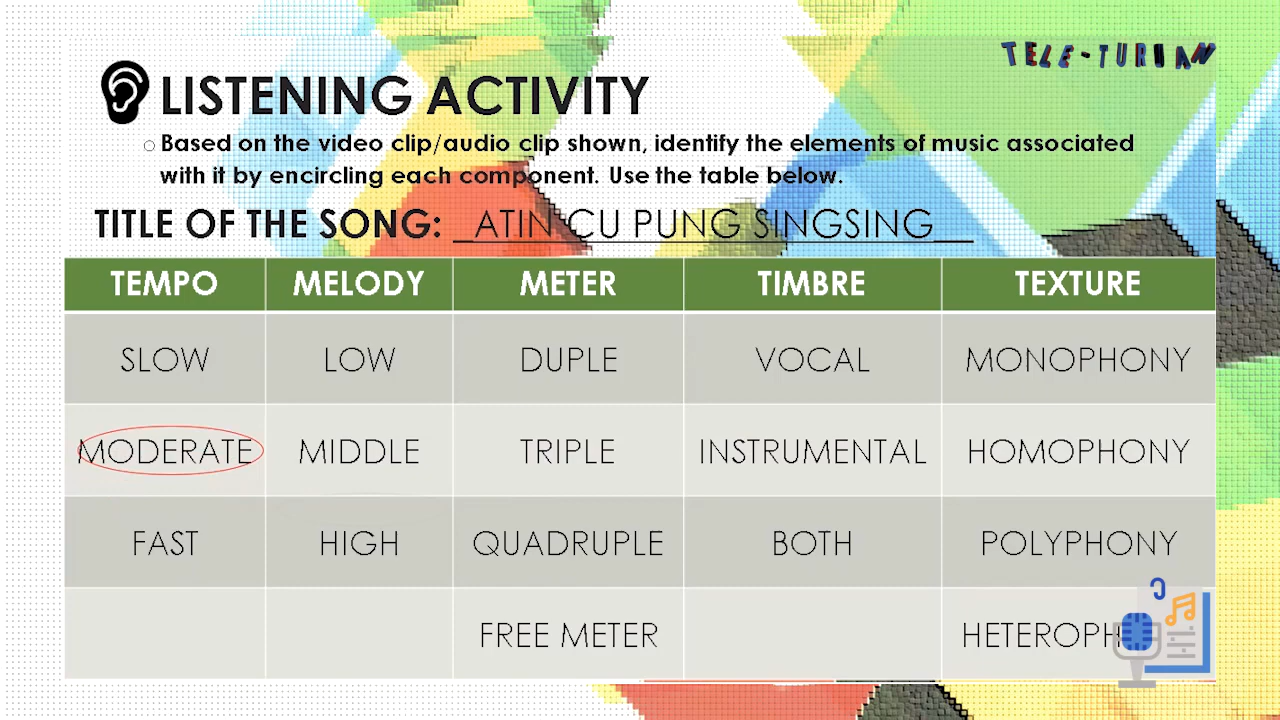 TELE-TURUAN
LISTENING ACTIVITY
Based on the video clip/audio clip shown, identify the elements of music associated
with it by encircling each component. Use the table below.
TITLE OF THE SONG: _ATIN CU PUNG SINGSING__
TEMPO MELODY METER TIMBRE TEXTURE
SLOW LOW DUPLE VOCAL MONOPHONY
MODERATE MIDDLE TRIPLE INSTRUMENTAL HOMOPHONY
FAST HIGH QUADRUPLE BOTH POLYPHONY
FREE METER HETEROPH